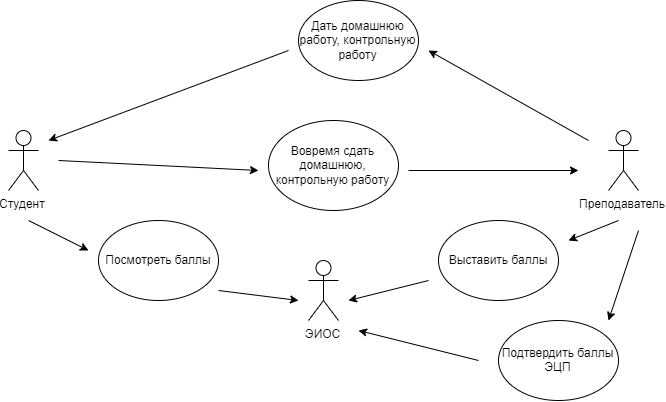 Дать домашнюю
работу, контрольную
работу
Вовремя сдать
домашнюю,
контрольную работу
Студент
Преподаватель
Посмотреть баллы
Выставить баллы
ЭИОС
Подтвердить баллы
ЭЦП